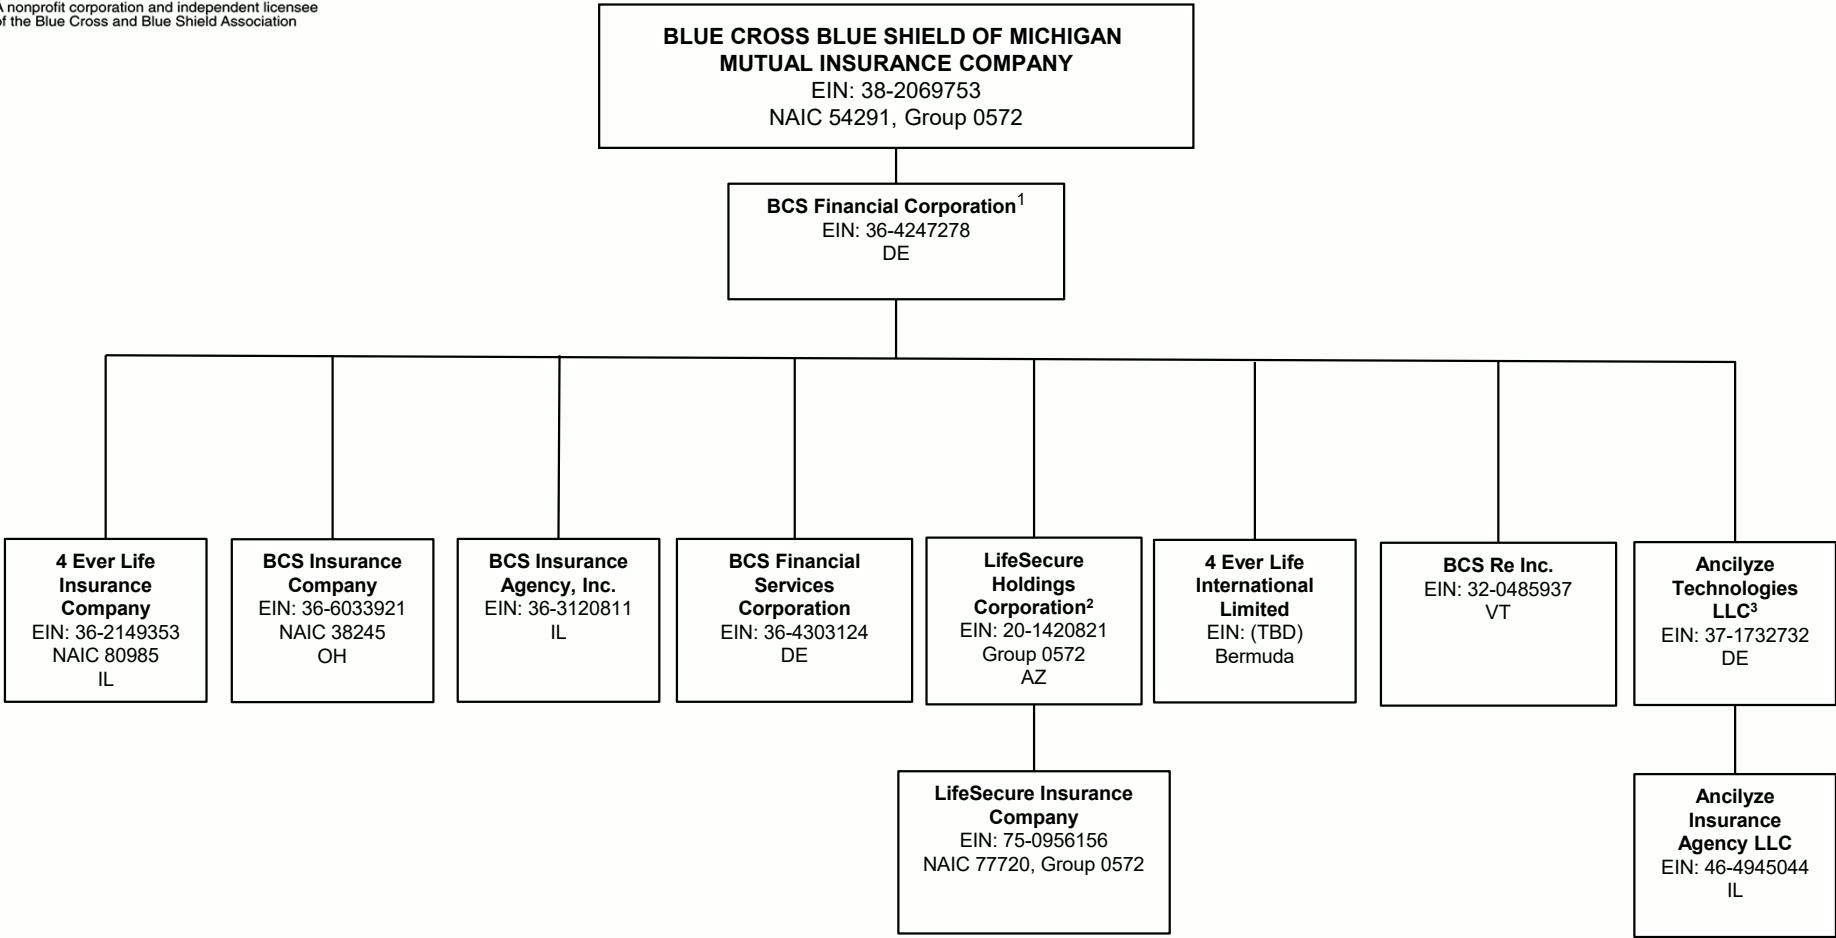 A nonprofit corporation and independent licensee
of the Blue Cross and Blue Shield Association
BLUE CROSS BLUE SHIELD OF MICHIGAN
MUTUAL INSURANCE COMPANY
EIN: 38-2069753
NAIC 54291, Group 0572
BCS Financial Corporation1
EIN: 36-4247278
DE
4 Ever Life
Insurance
Company
EIN: 36-2149353
NAIC 80985
IL
BCS Insurance
Company
EIN: 36-6033921
NAIC 38245
OH
BCS Insurance
Agency, Inc.
EIN: 36-3120811
IL
BCS Financial
Services
Corporation
EIN: 36-4303124
DE
LifeSecure
Holdings
Corporation2
EIN: 20-1420821
Group 0572
AZ
4 Ever Life
International
Limited
EIN: (TBD)
Bermuda
BCS Re Inc.
EIN: 32-0485937
VT
Ancilyze
Technologies
LLC3
EIN: 37-1732732
DE
LifeSecure Insurance
Company
EIN: 75-0956156
NAIC 77720, Group 0572
Ancilyze
Insurance
Agency LLC
EIN: 46-4945044
IL